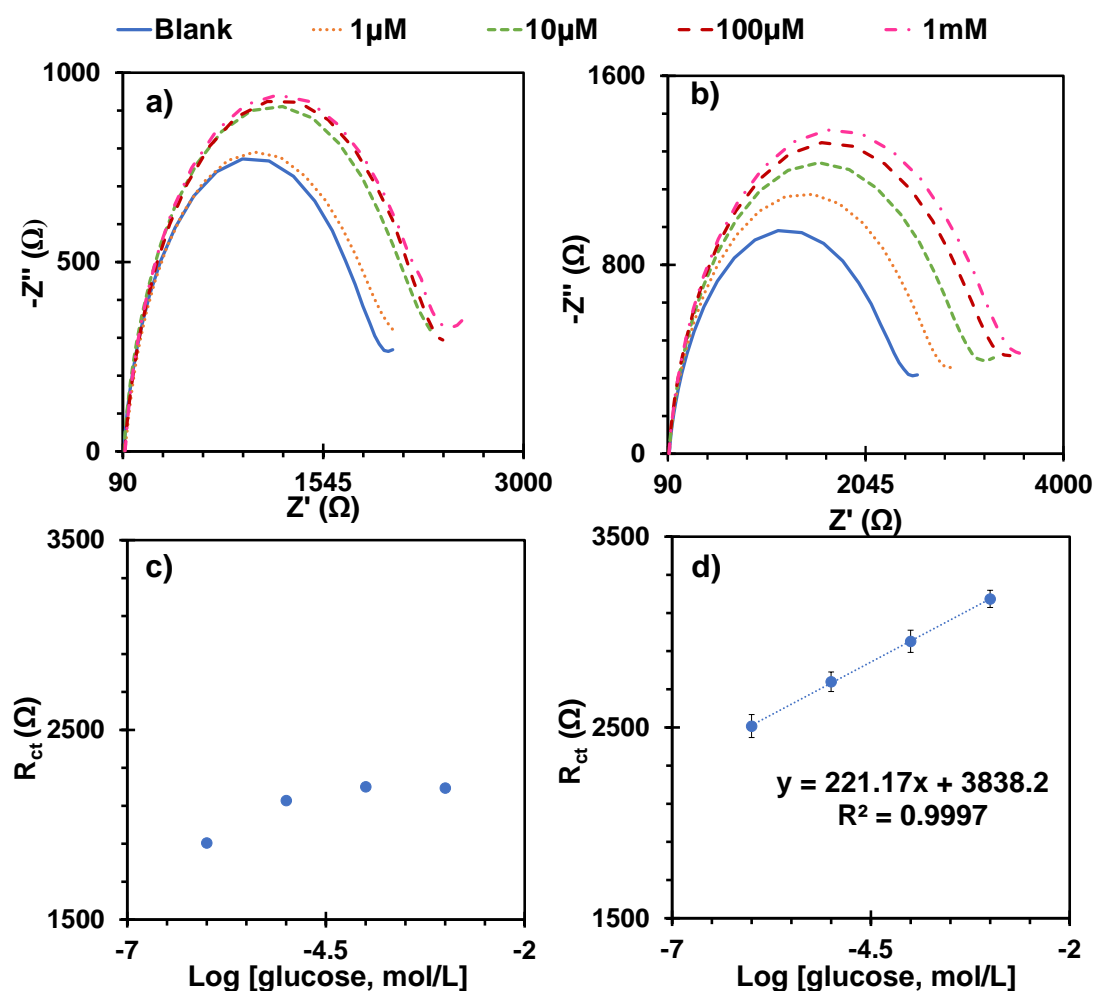 Blank 1µM 10µM 100µM 1mM
a)
1000
500
0
-Z'' (Ω)
90 1545 3000
Z' (Ω)
b)
1600
800
0
-Z'' (Ω)
90 2045 4000
Z' (Ω)
c)
3500
2500
1500
Rct (Ω)
-7 -4.5 -2
Log [glucose, mol/L]
d)
3500
2500
1500
Rct (Ω)
y = 221.17x + 3838.2
R² = 0.9997
-7 -4.5 -2
Log [glucose, mol/L]